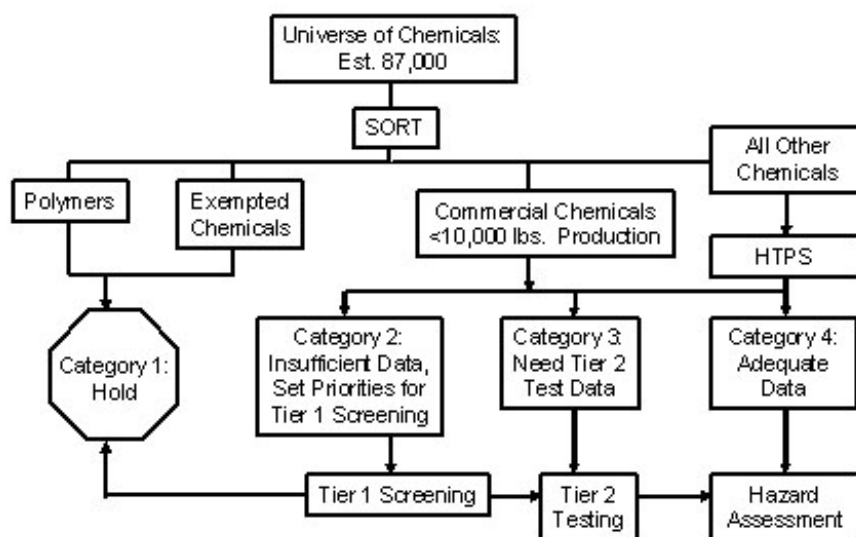 Universe of Chemicals:
Est. 87,000
SORT
All Other
Chemicals
Polymers
Exempted
Chemicals
Commercial Chemicals
<10,000 lbs. Production
HTPS
Category 1:
Hold
Category 2:
Insufficient Data,
Set Priorities for
Tier 1 Screening
Category 3:
Need Tier 2
Test Data
Category 4:
Adequate
Data
Tier 1 Screening
Tier 2
Testing
Hazard
Assessment